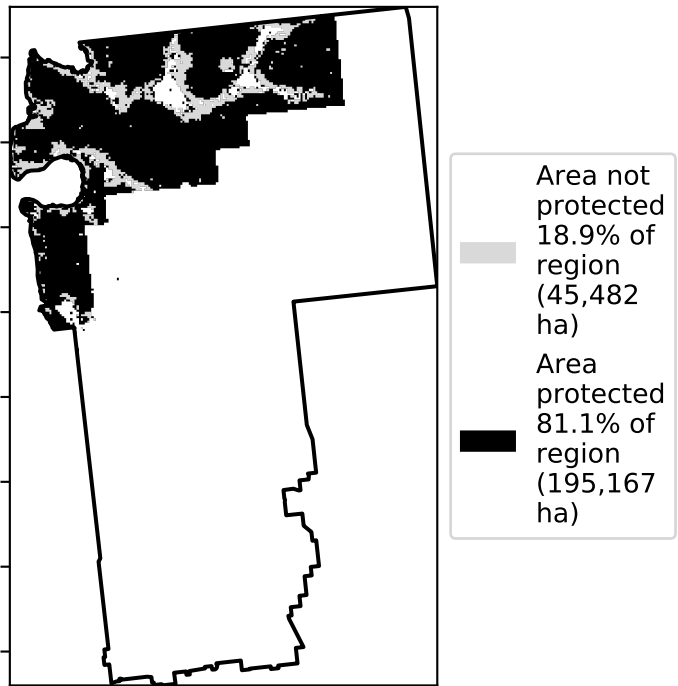 Area not
protected
18.9% of
region
(45,482
ha)
Area
protected
81.1% of
region
(195,167
ha)